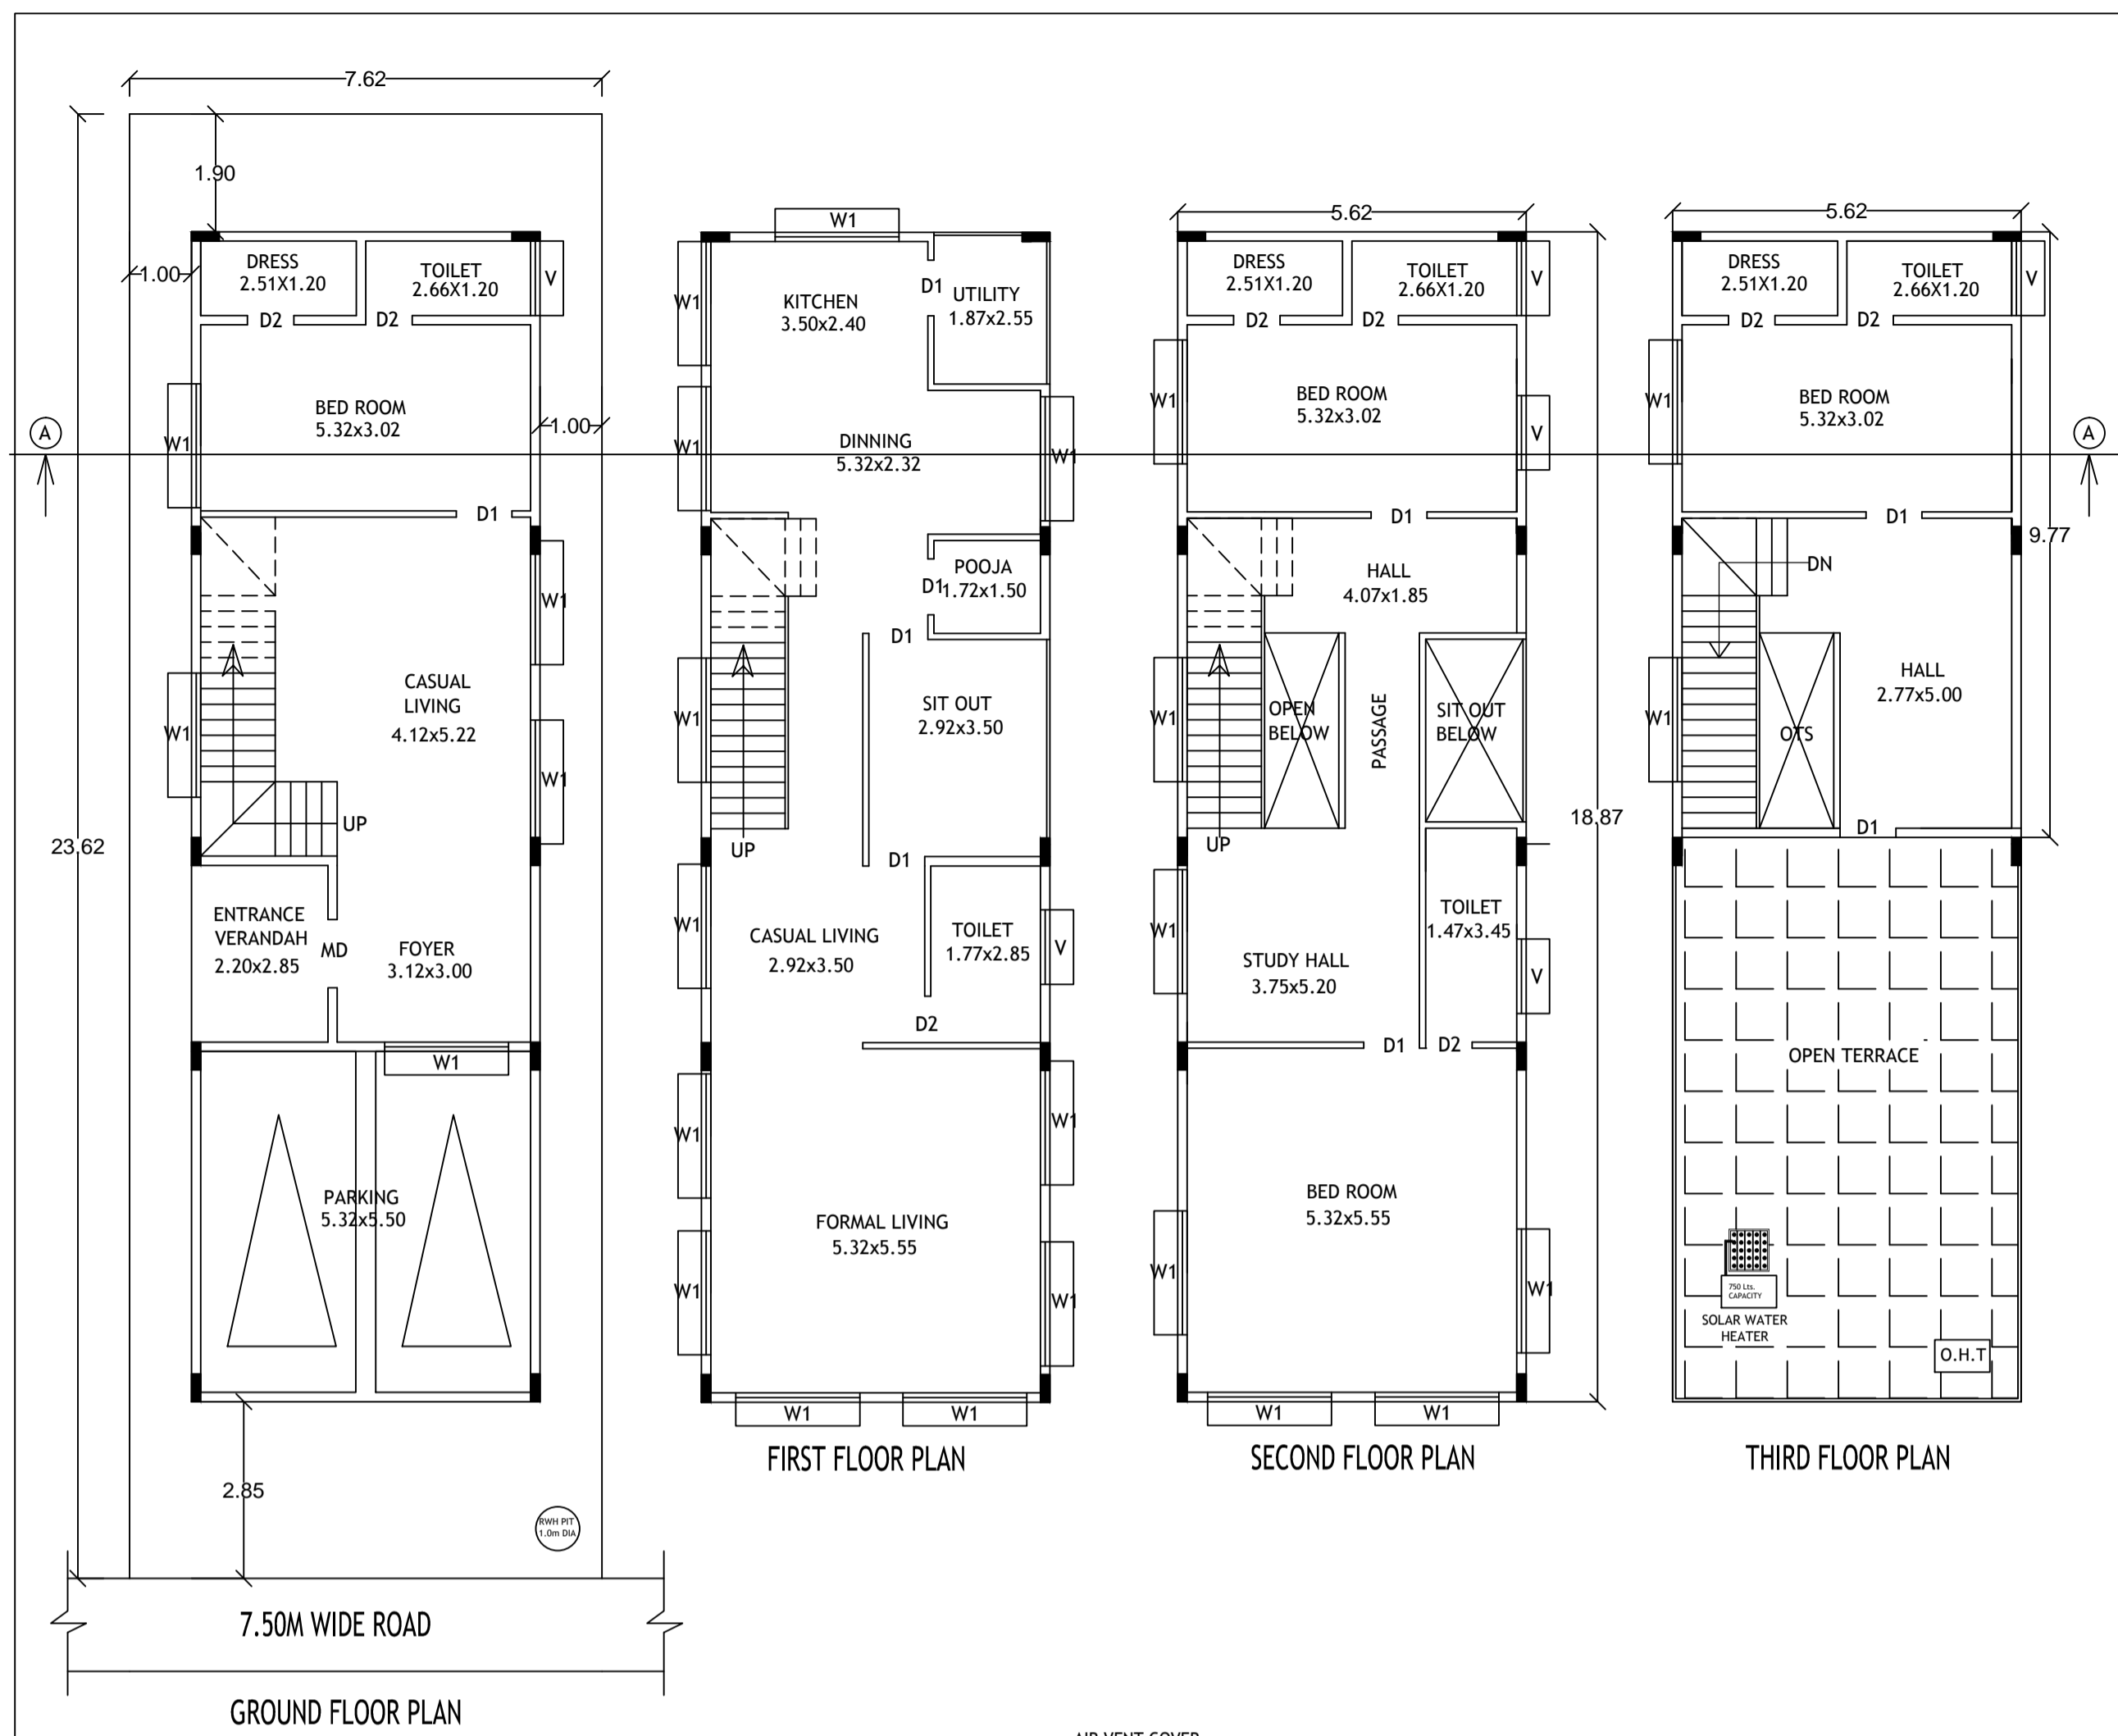 7.62
1.90
1.00
DRESS
2.51X1.20
TOILET
2.66X1.20
V
D2
D2
BED ROOM
5.32x3.02
1.00
W1
A
D1
W1
CASUAL
LIVING
4.12x5.22
W1
W1
UP
23.62
ENTRANCE
VERANDAH
2.20x2.85
MD
FOYER
3.12x3.00
W1
PARKING
5.32x5.50
2.85
RWH PIT
1.0m DIA
7.50M WIDE ROAD
GROUND FLOOR PLAN
W1
W1
KITCHEN
3.50x2.40
D1
UTILITY
1.87x2.55
W1
DINNING
5.32x2.32
W1
POOJA
D1
1.72x1.50
D1
W1
SIT OUT
2.92x3.50
UP
D1
W1
CASUAL LIVING
2.92x3.50
TOILET
1.77x2.85
V
D2
W1
W1
FORMAL LIVING
5.32x5.55
W1
W1
W1
W1
FIRST FLOOR PLAN
5.62
DRESS
2.51X1.20
TOILET
2.66X1.20
V
D2
D2
W1
BED ROOM
5.32x3.02
V
D1
HALL
4.07x1.85
W1
OPEN
BELOW
PASSAGE
SIT OUT
BELOW
18.87
UP
W1
TOILET
1.47x3.45
STUDY HALL
3.75x5.20
V
D1
D2
BED ROOM
5.32x5.55
W1
W1
W1
W1
SECOND FLOOR PLAN
5.62
DRESS
2.51X1.20
TOILET
2.66X1.20
V
D2
D2
W1
BED ROOM
5.32x3.02
A
D1
9.77
DN
HALL
2.77x5.00
W1
OTS
D1
OPEN TERRACE
750 Lts.
CAPACITY
SOLAR WATER
HEATER
O.H.T
THIRD FLOOR PLAN
AIR VENT COVER